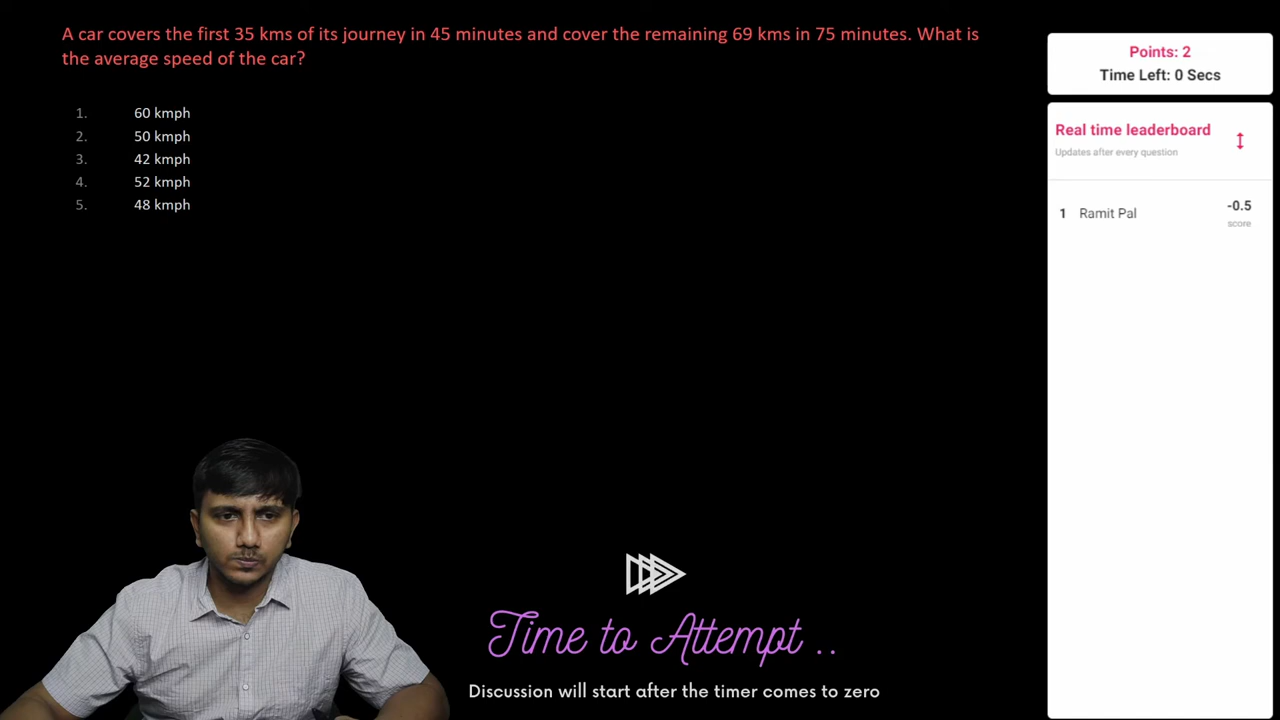 A car covers the first 35 kms of its journey in 45 minutes and cover the remaining 69 kms in 75 minutes. What is
the average speed of the car?
1. 60 kmph
2. 50 kmph
3. 42 kmph
4. 52 kmph
5. 48 kmph
Points: 2
Time Left: 0 Secs
Real time leaderboard
Updates after every question
1 Ramit Pal -0.5
score
Time to Attempt ..
Discussion will start after the timer comes to zero